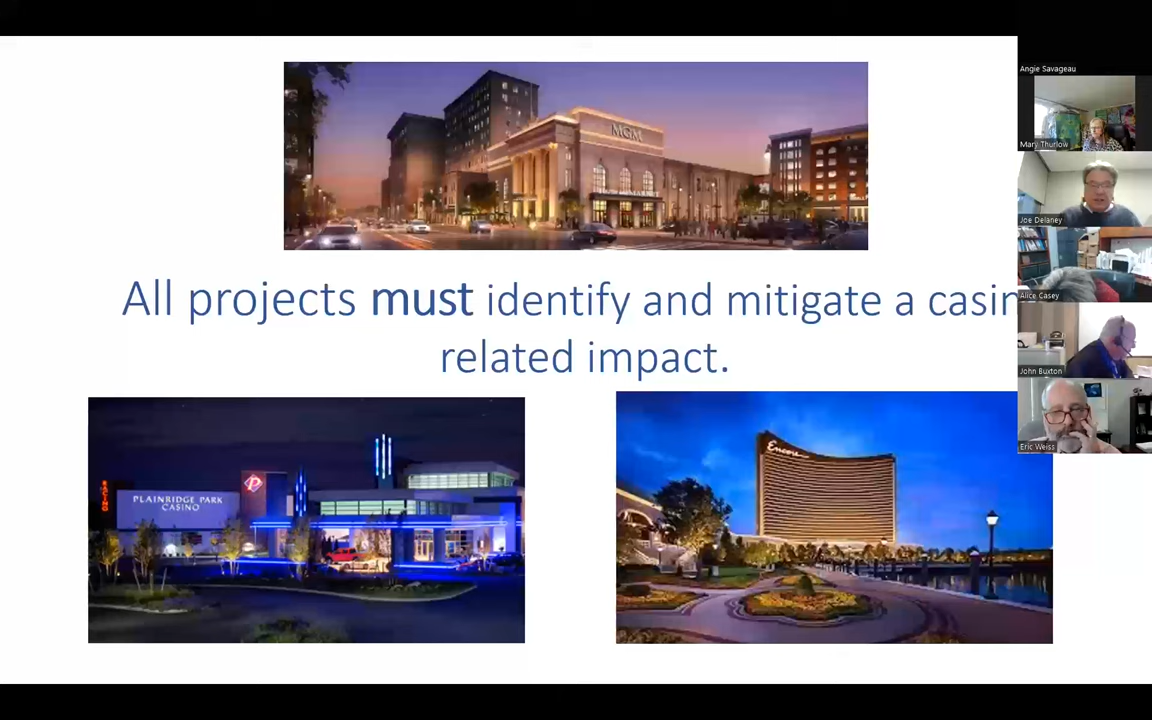 Angie Savageau
MGM
Mary Thurlow
Joe Delaney
All projects must identify and mitigate a casin
Alice Casey
related impact.
John Buxton
Encore
Eric Weiss
PLAINRIDGE PARK
CASINO